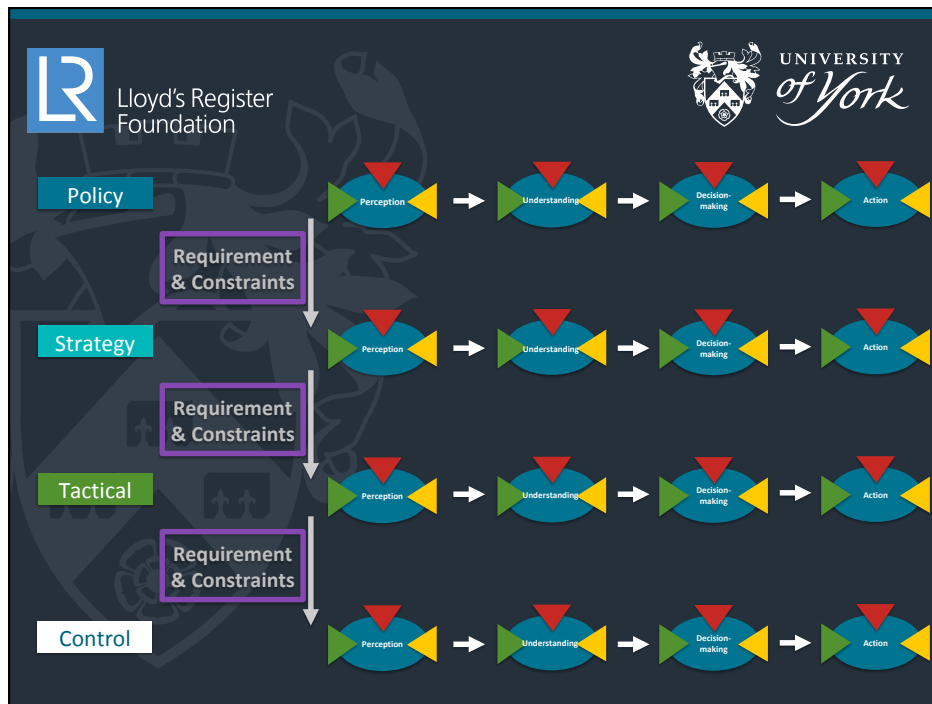 Lloyd's Register
Foundation
UNIVERSITY
of York
Policy
Perception
Understanding
Decision-
making
Action
Requirement
& Constraints
Strategy
Perception
Understanding
Decision-
making
Action
Requirement
& Constraints
Tactical
Perception
Understanding
Decision-
making
Action
Requirement
& Constraints
Control
Perception
Understanding
Decision-
making
Action